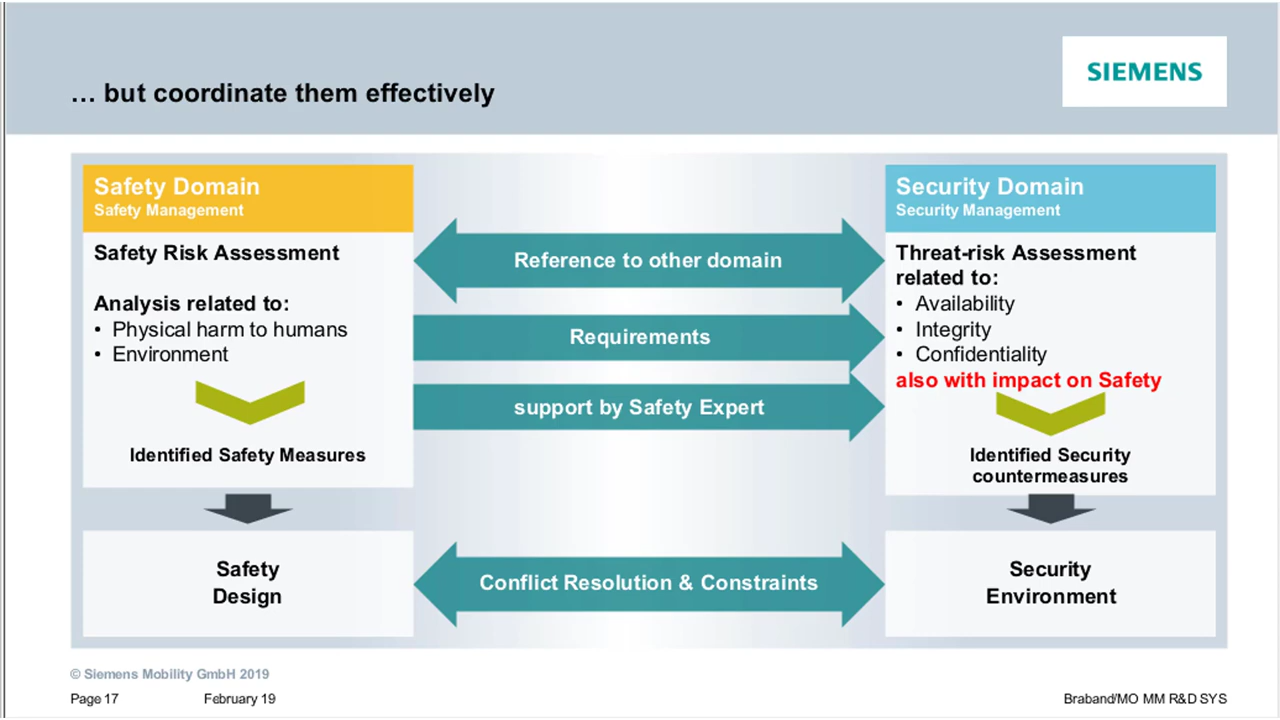 SIEMENS
… but coordinate them effectively
Safety Domain
Safety Management
Safety Risk Assessment
Analysis related to:
• Physical harm to humans
• Environment
Identified Safety Measures
Safety
Design
Reference to other domain
Requirements
support by Safety Expert
Conflict Resolution & Constraints
Security Domain
Security Management
Threat-risk Assessment
related to:
• Availability
• Integrity
• Confidentiality
also with impact on Safety
Identified Security
countermeasures
Security
Environment
© Siemens Mobility GmbH 2019
Page 17 February 19 Braband/MO MM R&D SYS